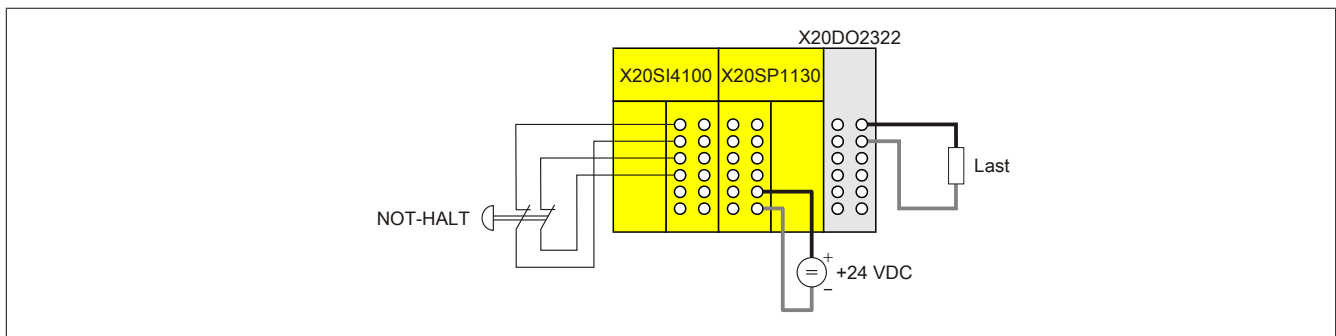 X20DO2322
X20SI4100 X20SP1130
Last
NOT-HALT
+
+24 VDC
=
−